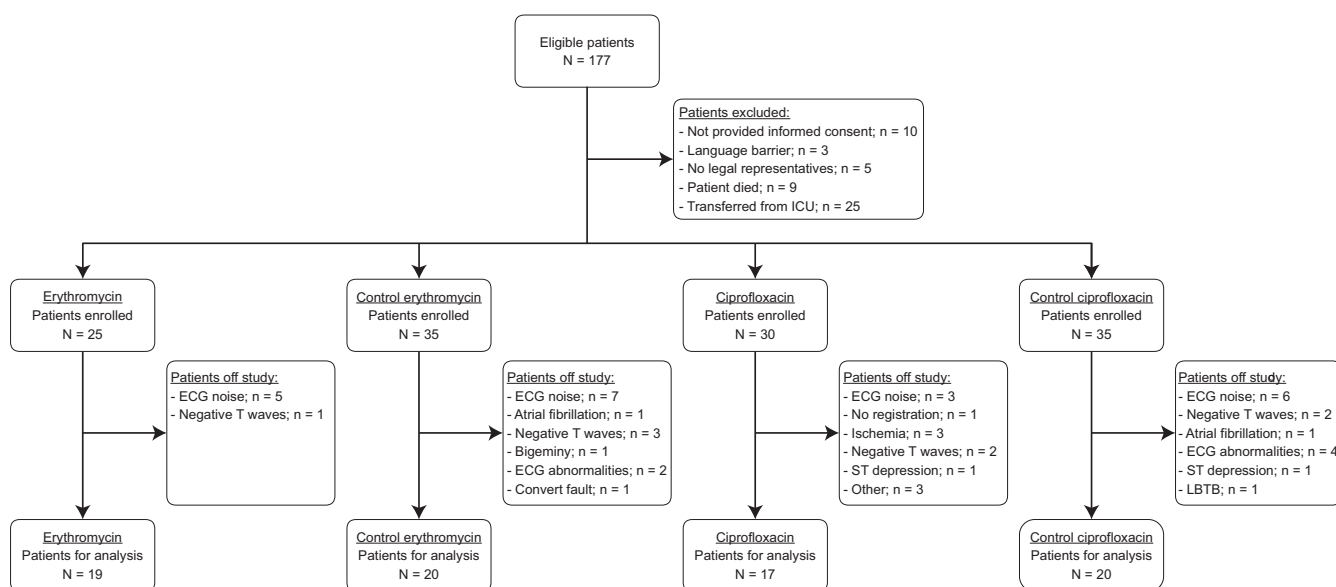 Eligible patients
N = 177
Patients excluded:
- Not provided informed consent; n = 10
- Language barrier; n = 3
- No legal representatives; n = 5
- Patient died; n = 9
- Transferred from ICU; n = 25
Erythromycin
Patients enrolled
N = 25
Control erythromycin
Patients enrolled
N = 35
Ciprofloxacin
Patients enrolled
N = 30
Control ciprofloxacin
Patients enrolled
N = 35
Patients off study:
- ECG noise; n = 5
- Negative T waves; n = 1
Patients off study:
- ECG noise; n = 7
- Atrial fibrillation; n = 1
- Negative T waves; n = 3
- Bigeminy; n = 1
- ECG abnormalities; n = 2
- Convert fault; n = 1
Patients off study:
- ECG noise; n = 3
- No registration; n = 1
- Ischemia; n = 3
- Negative T waves; n = 2
- ST depression; n = 1
- Other; n = 3
Patients off study:
- ECG noise; n = 6
- Negative T waves; n = 2
- Atrial fibrillation; n = 1
- ECG abnormalities; n = 4
- ST depression; n = 1
- LBTB; n = 1
Erythromycin
Patients for analysis
N = 19
Control erythromycin
Patients for analysis
N = 20
Ciprofloxacin
Patients for analysis
N = 17
Control ciprofloxacin
Patients for analysis
N = 20